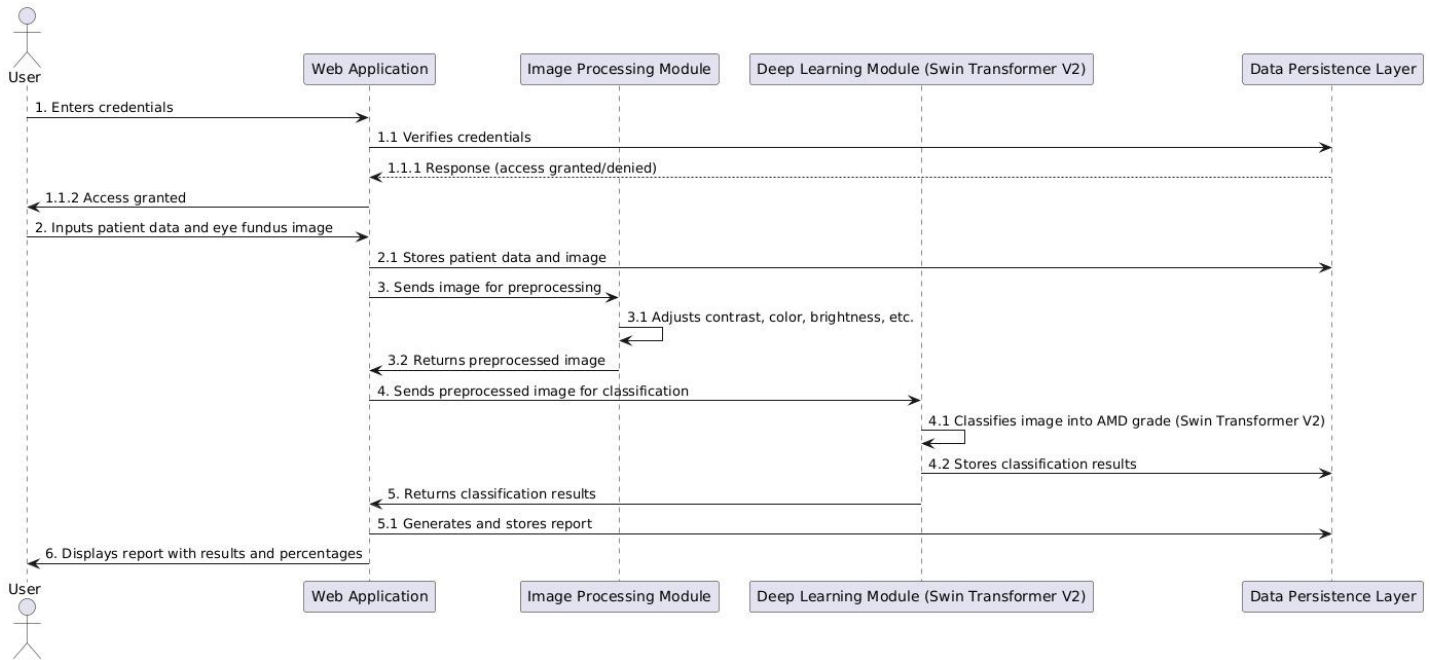 User
Web Application
Image Processing Module
Deep Learning Module (Swin Transformer V2)
Data Persistence Layer
1. Enters credentials
1.1 Verifies credentials
1.1.1 Response (access granted/denied)
1.1.2 Access granted
2. Inputs patient data and eye fundus image
2.1 Stores patient data and image
3. Sends image for preprocessing
3.1 Adjusts contrast, color, brightness, etc.
3.2 Returns preprocessed image
4. Sends preprocessed image for classification
4.1 Classifies image into AMD grade (Swin Transformer V2)
4.2 Stores classification results
5. Returns classification results
5.1 Generates and stores report
6. Displays report with results and percentages
User
Web Application
Image Processing Module
Deep Learning Module (Swin Transformer V2)
Data Persistence Layer